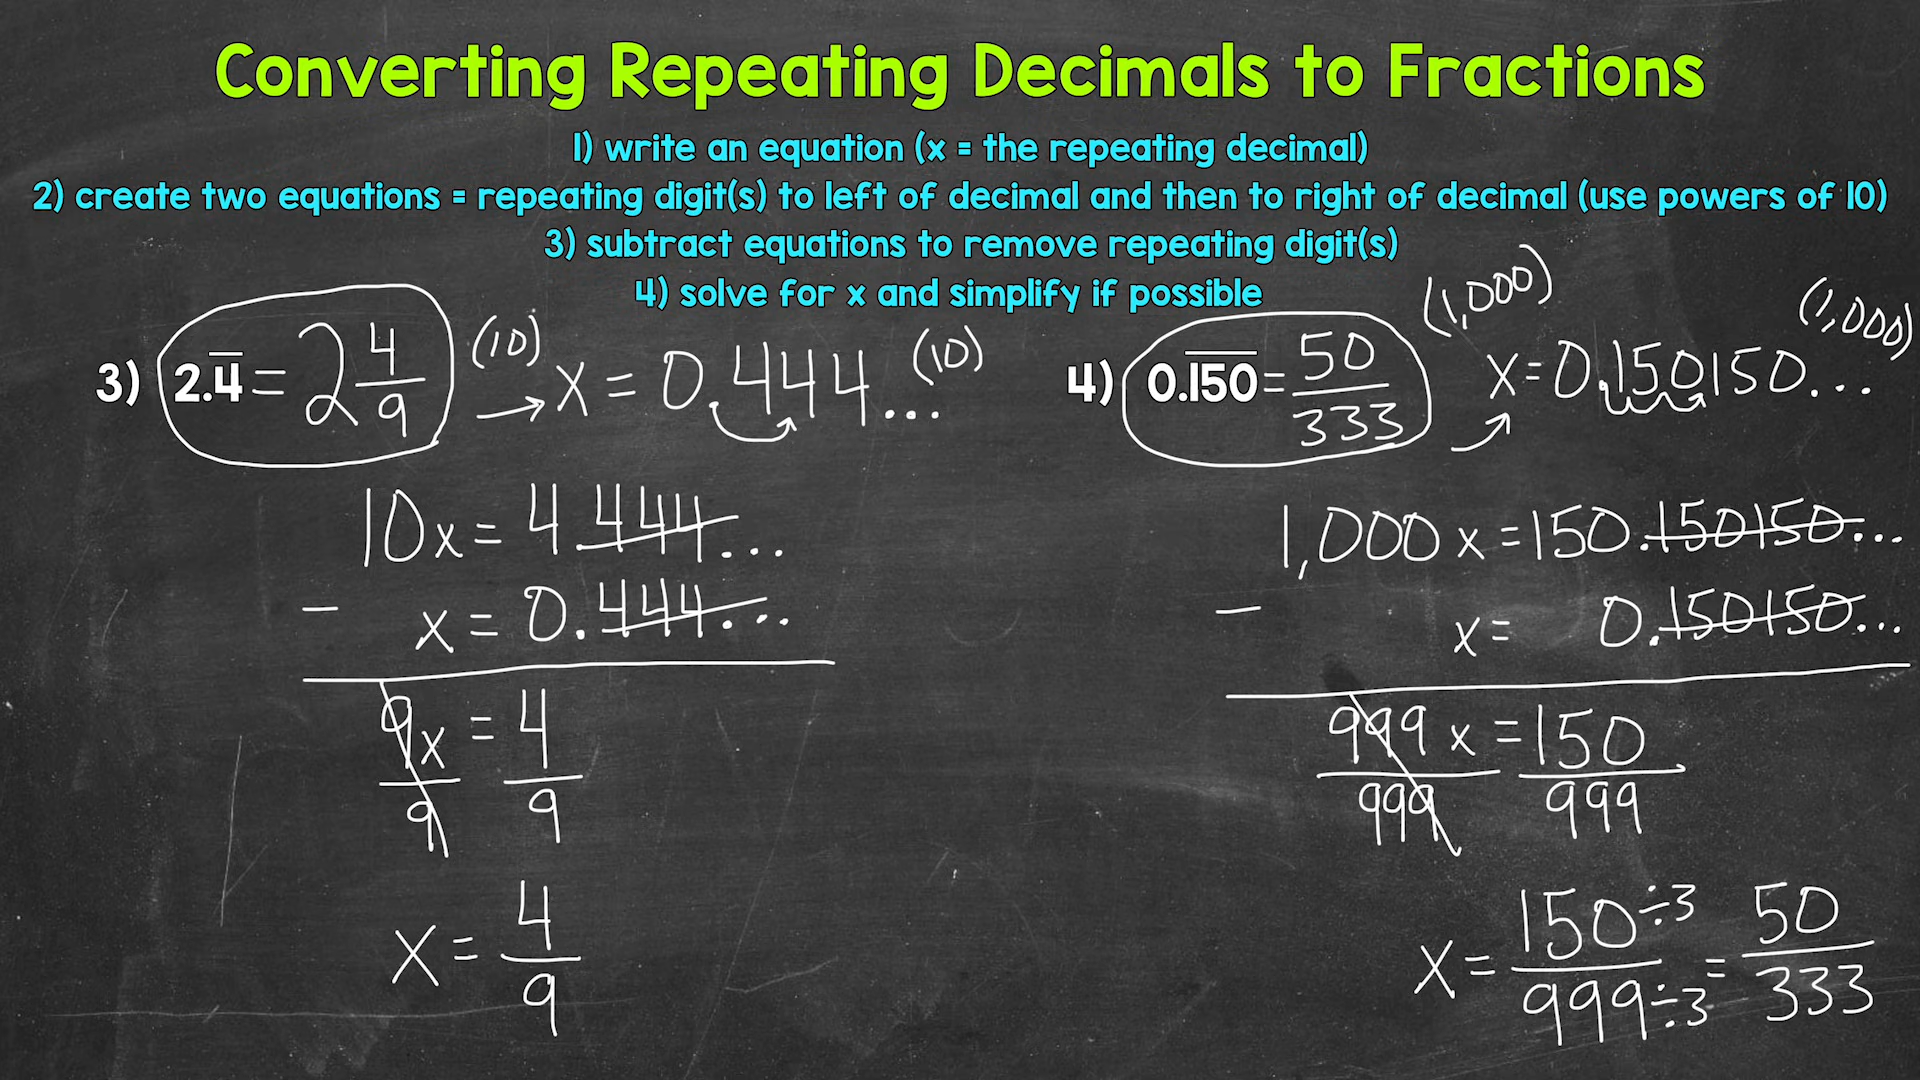 Converting Repeating Decimals to Fractions
1) write an equation (x = the repeating decimal)
2) create two equations = repeating digit(s) to left of decimal and then to right of decimal (use powers of 10)
3) subtract equations to remove repeating digit(s)
4) solve for x and simplify if possible
3) 2.4̅ = 2 4/9
(10) x = 0.444... (10)
10x = 4.444...
− x = 0.444...
9x/9 = 4/9
x = 4/9
4) 0.1̅5̅0̅ = 50/333
(1,000) x = 0.150150... (1,000)
1,000x = 150.150150...
− x = 0.150150...
999x/999 = 150/999
x = 150÷3/999÷3 = 50/333